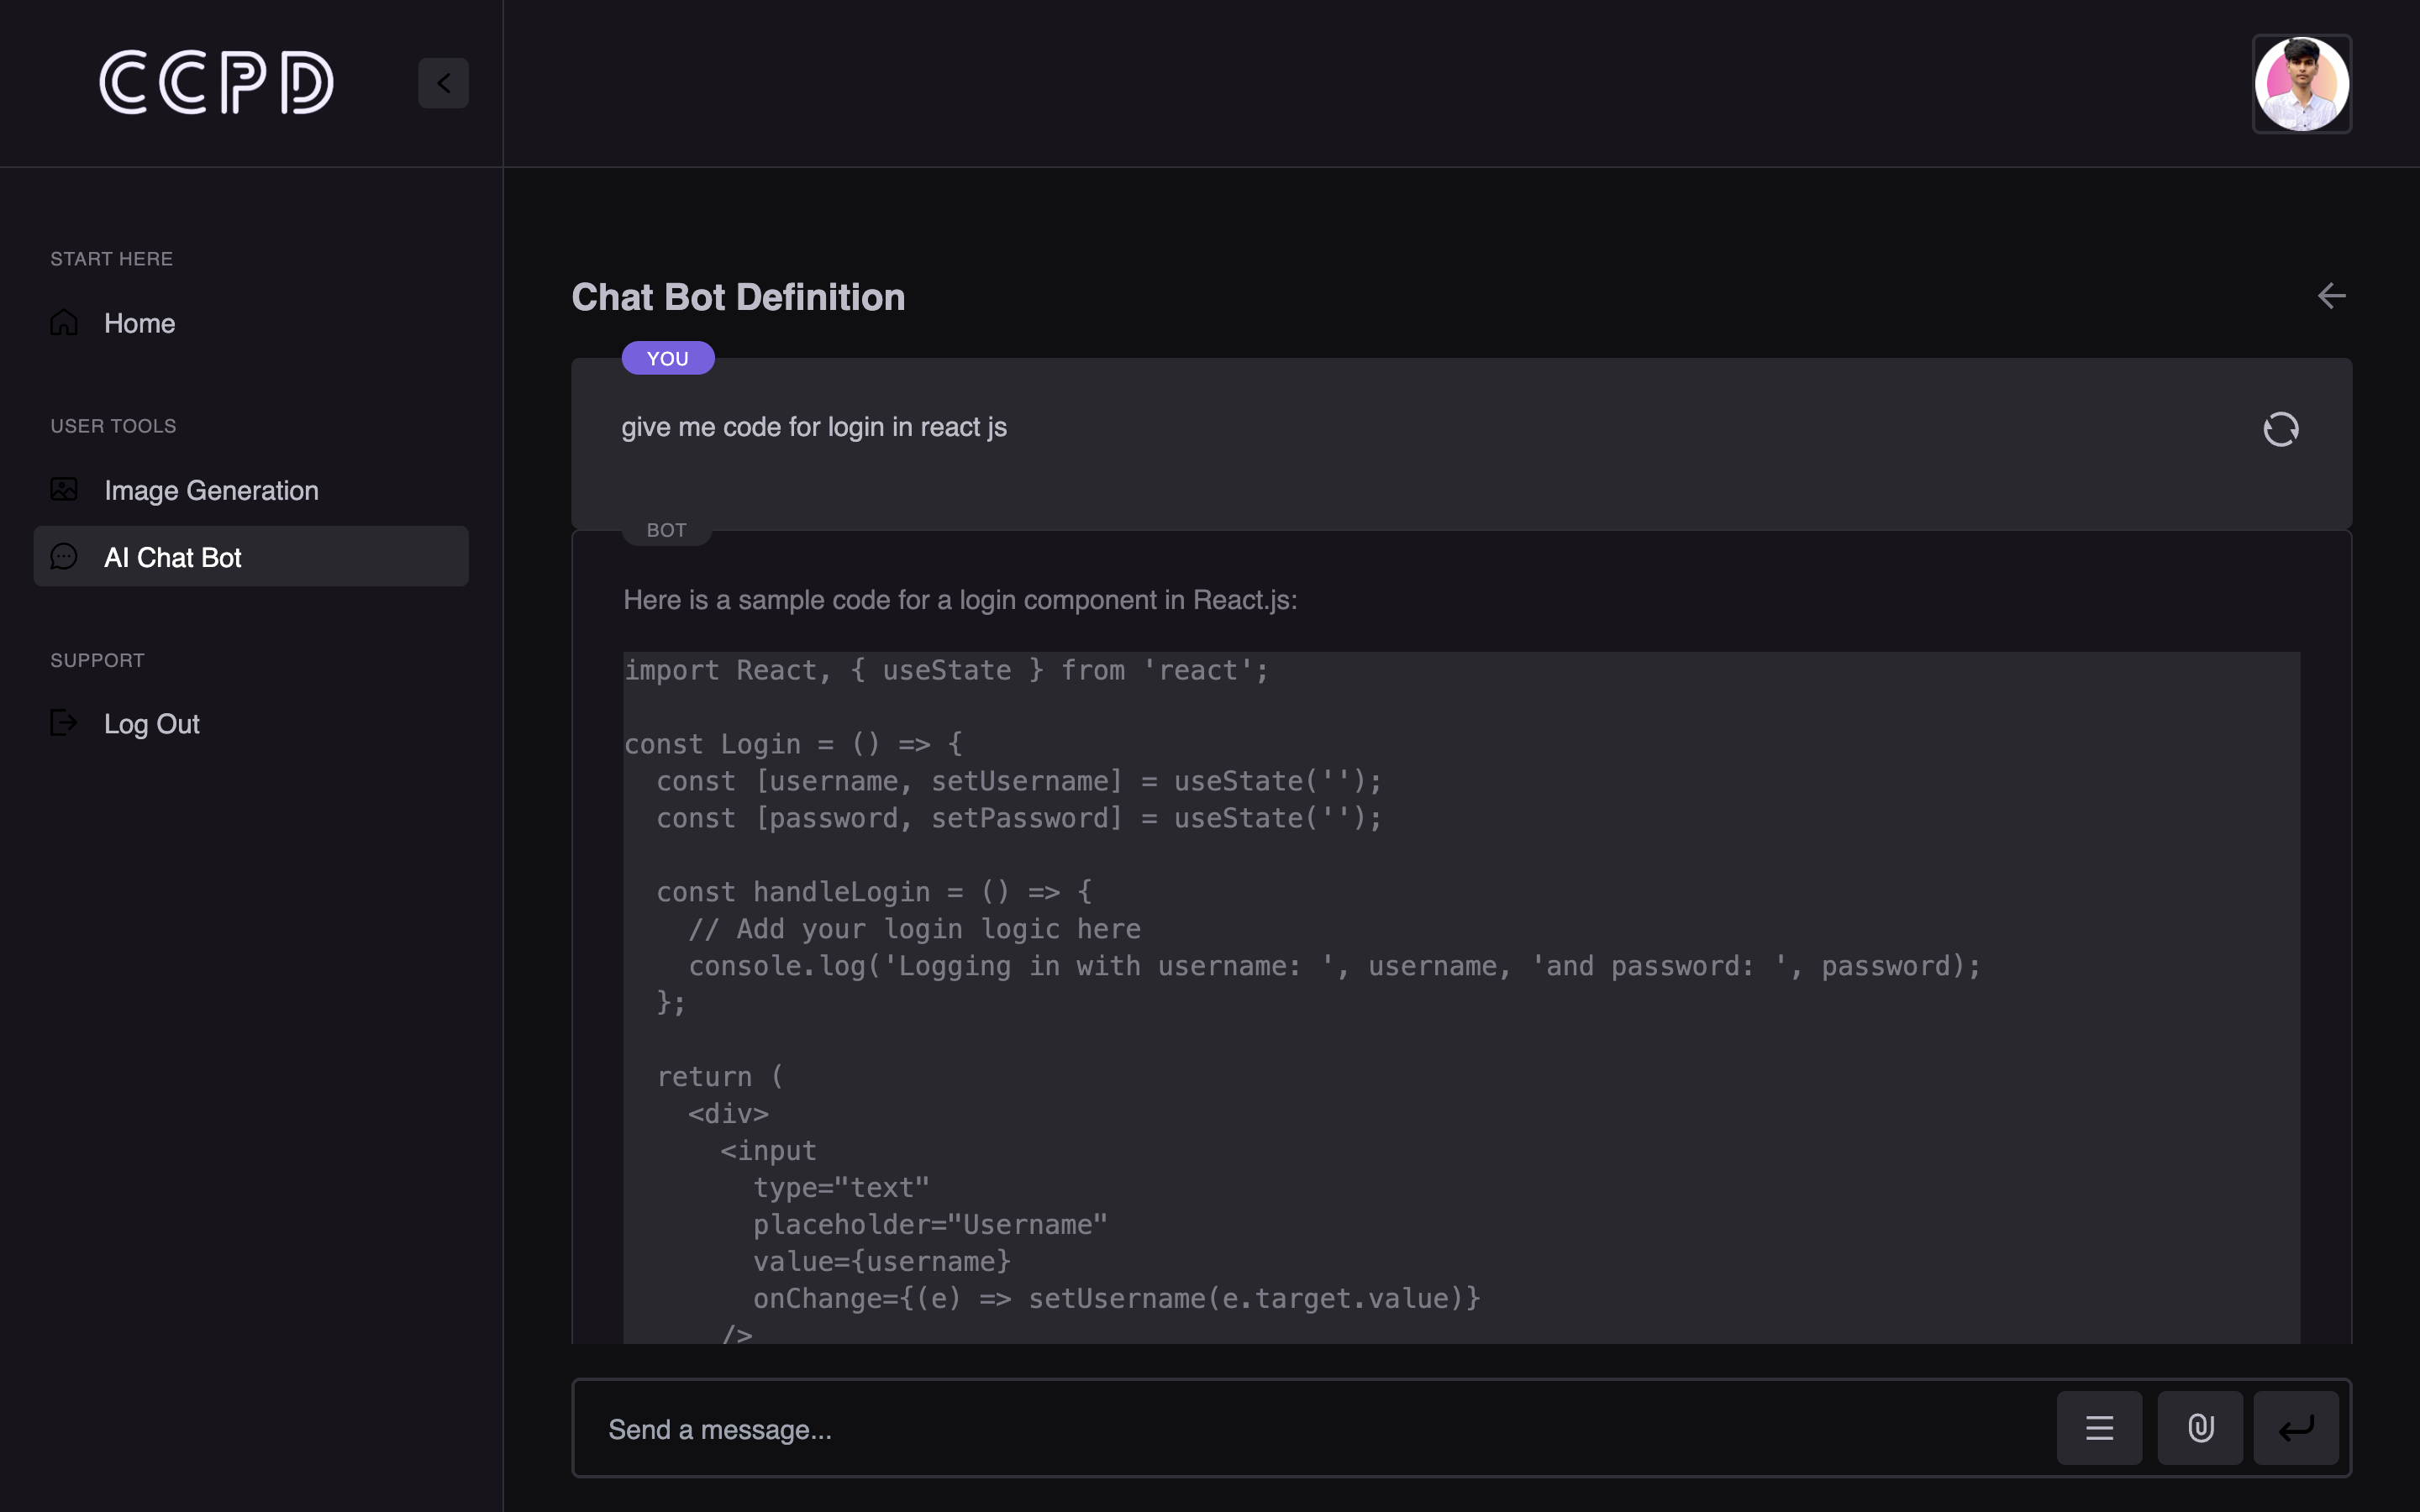 CCPD
START HERE
Home
USER TOOLS
Image Generation
AI Chat Bot
SUPPORT
Log Out
Chat Bot Definition
YOU
give me code for login in react js
BOT
Here is a sample code for a login component in React.js:
import React, { useState } from 'react';
const Login = () => {
  const [username, setUsername] = useState('');
  const [password, setPassword] = useState('');
  const handleLogin = () => {
    // Add your login logic here
    console.log('Logging in with username: ', username, 'and password: ', password);
  };
  return (
    <div>
      <input
        type="text"
        placeholder="Username"
        value={username}
        onChange={(e) => setUsername(e.target.value)}
      />
Send a message...